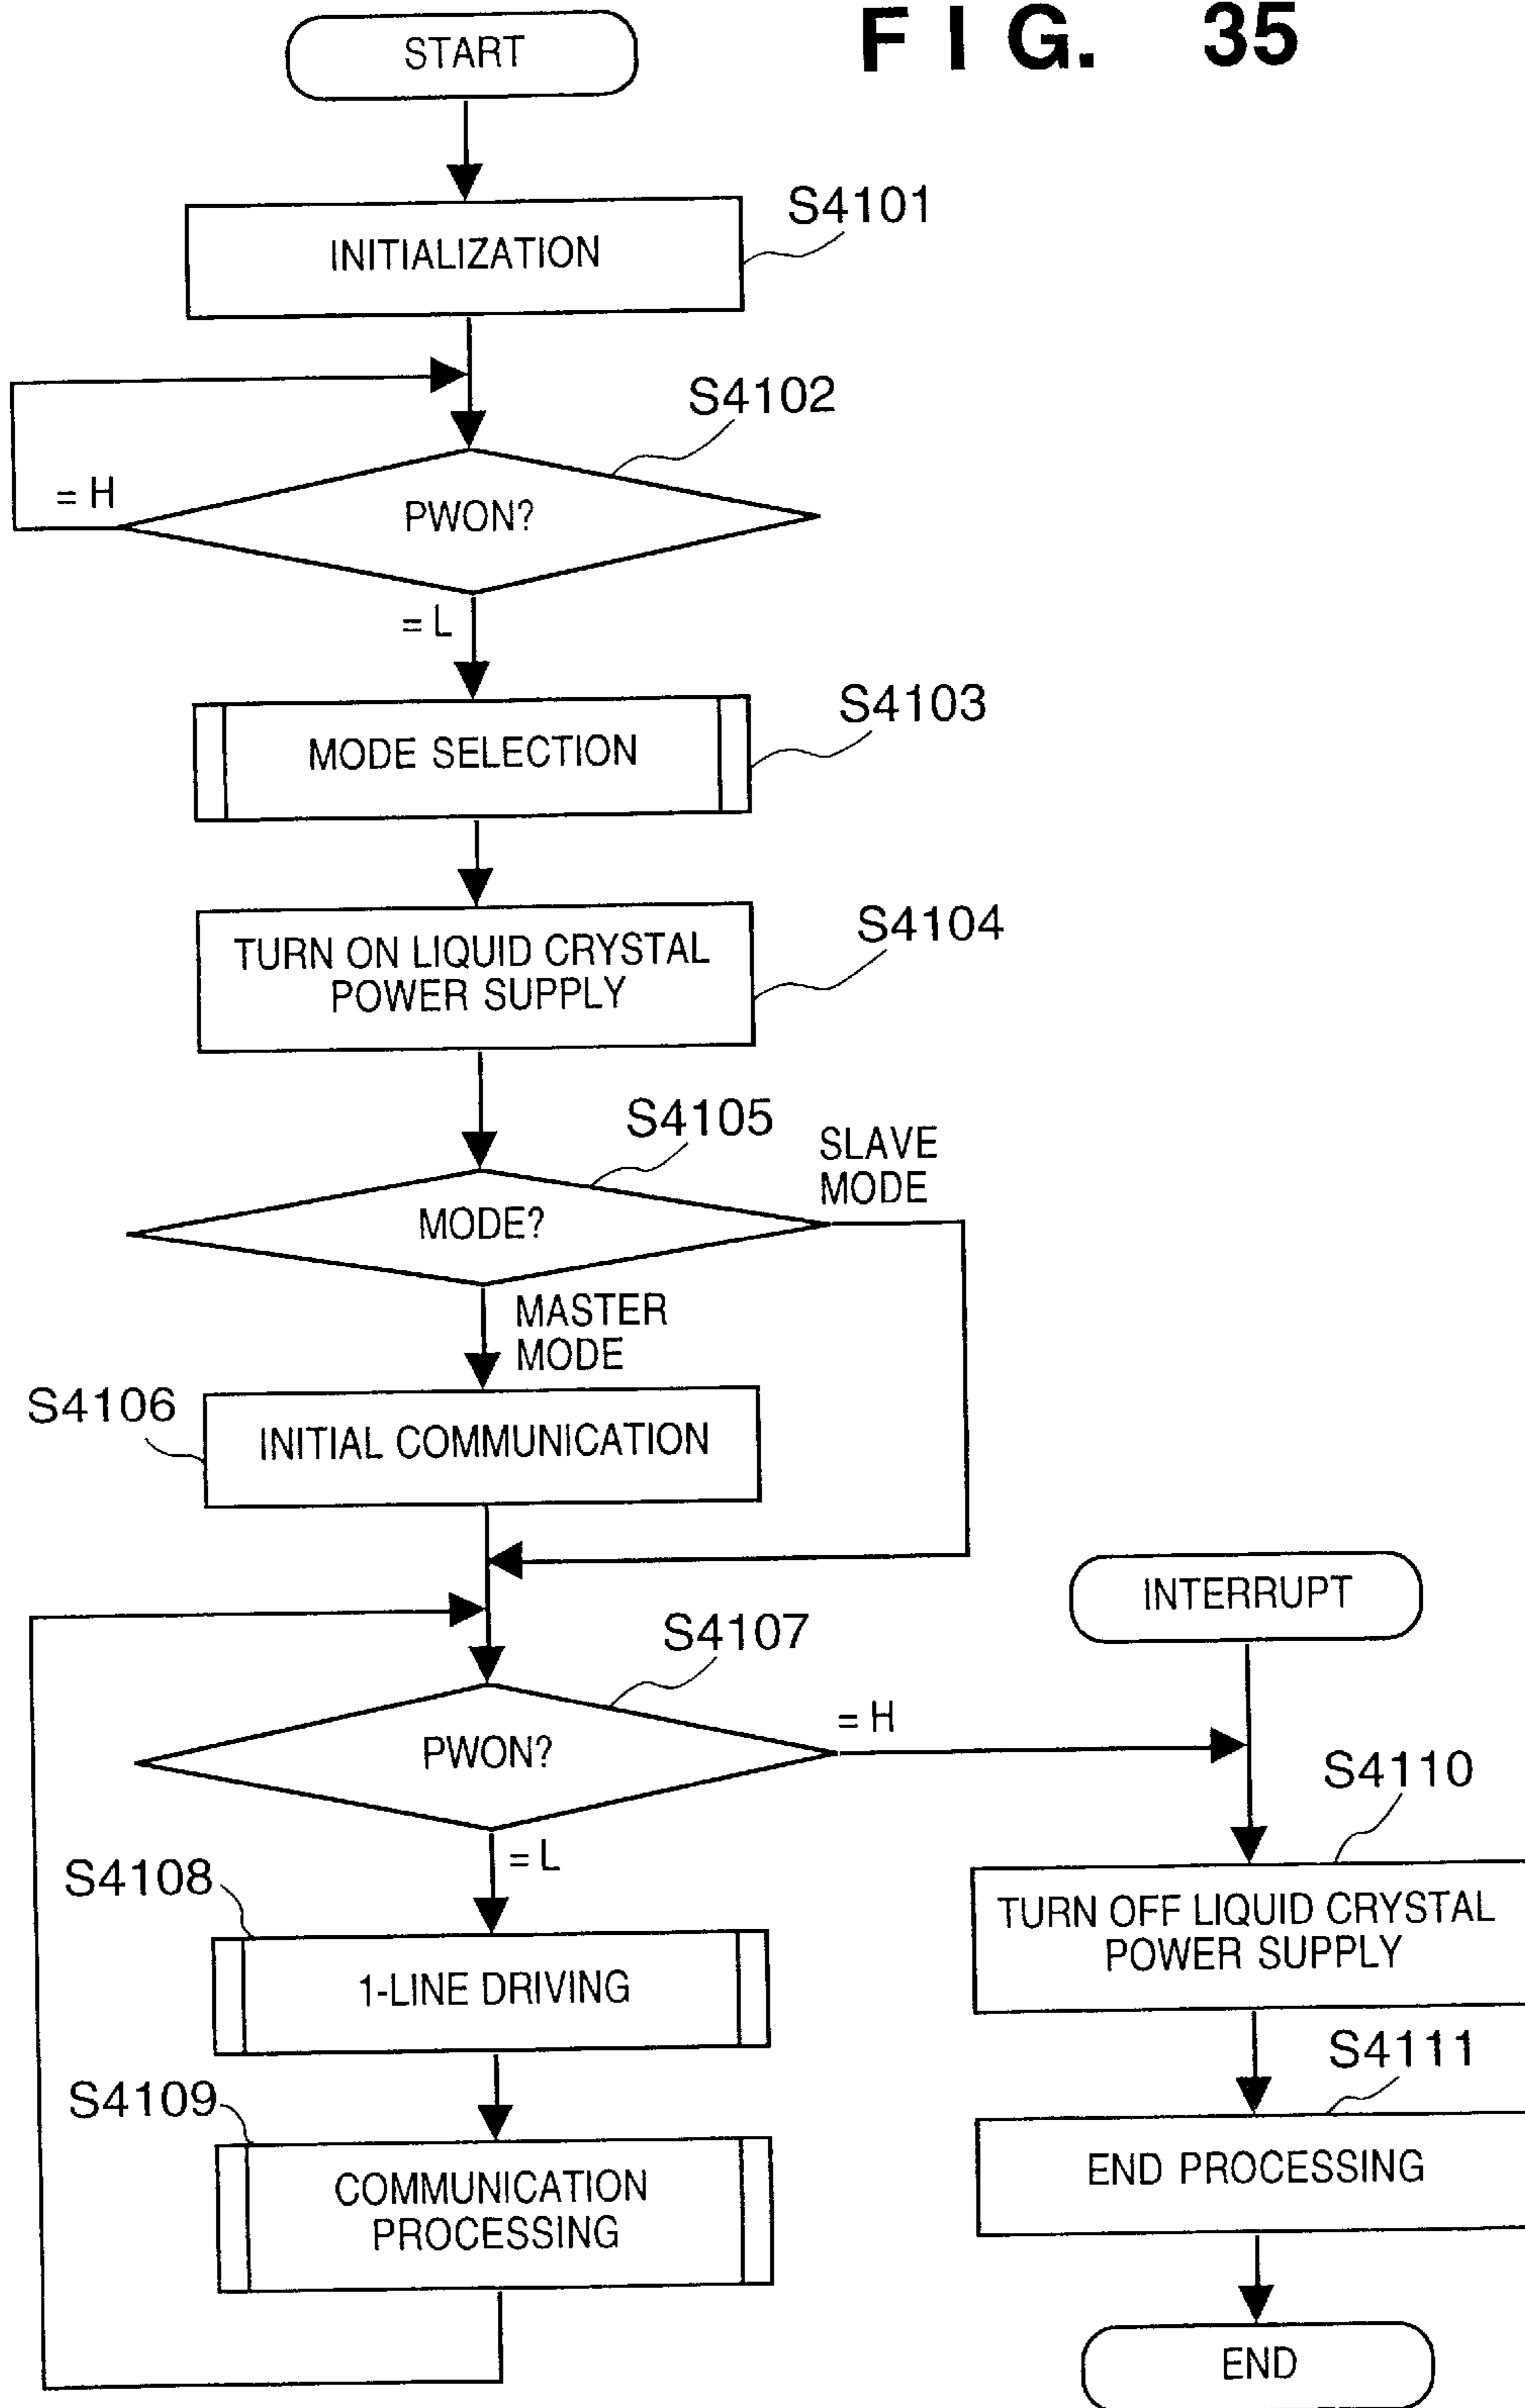 FIG. 35
START
S4101
INITIALIZATION
S4102
= H
PWON?
= L
S4103
MODE SELECTION
S4104
TURN ON LIQUID CRYSTAL
POWER SUPPLY
S4105
SLAVE
MODE
MODE?
MASTER
MODE
S4106
INITIAL COMMUNICATION
INTERRUPT
S4107
= H
PWON?
S4110
= L
S4108
TURN OFF LIQUID CRYSTAL
POWER SUPPLY
1-LINE DRIVING
S4111
S4109
END PROCESSING
COMMUNICATION
PROCESSING
END